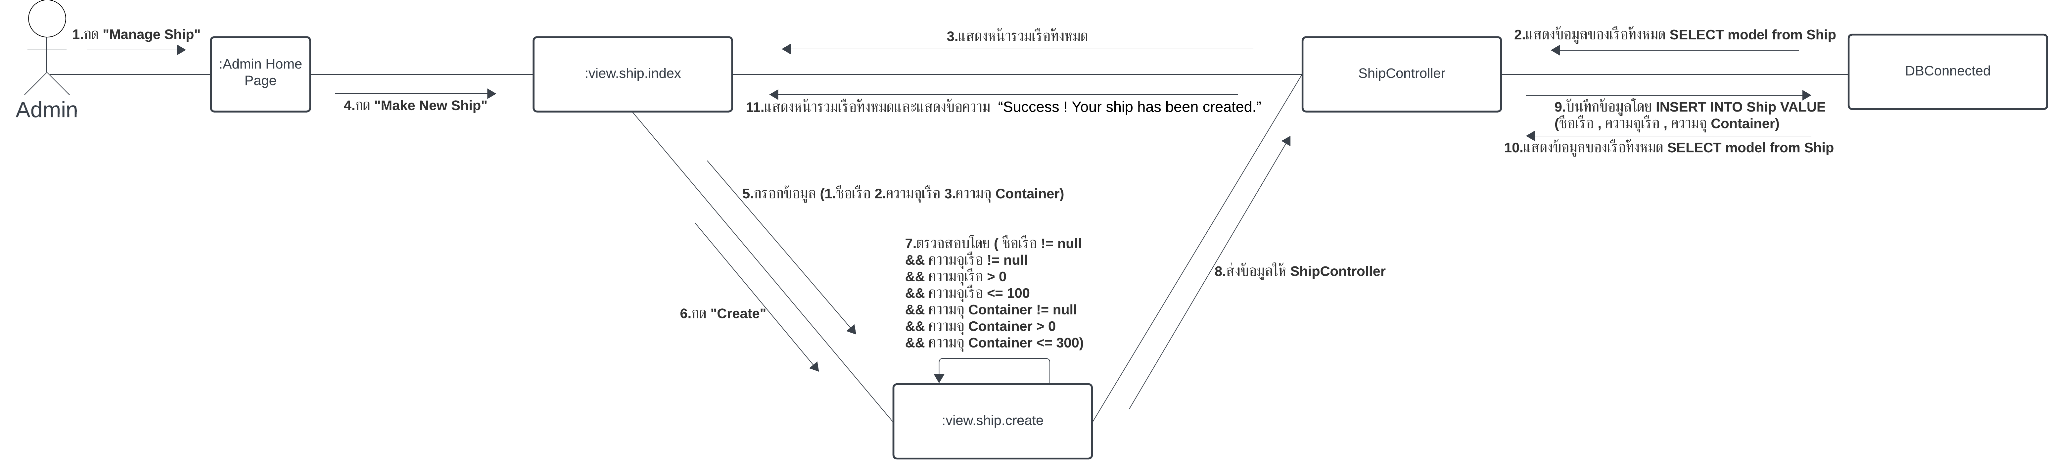 1.กด "Manage Ship"
3.แสดงหน้ารวมเรือทั้งหมด
2.แสดงข้อมูลของเรือทั้งหมด SELECT model from Ship
:Admin Home
Page
:view.ship.index
ShipController
DBConnected
Admin
4.กด "Make New Ship"
11.แสดงหน้ารวมเรือทั้งหมดและแสดงข้อความ “Success ! Your ship has been created.”
9.บันทึกข้อมูลโดย INSERT INTO Ship VALUE
(ชื่อเรือ , ความจุเรือ , ความจุ Container)
10.แสดงข้อมูลของเรือทั้งหมด SELECT model from Ship
5.กรอกข้อมูล (1.ชื่อเรือ 2.ความจุเรือ 3.ความจุ Container)
7.ตรวจสอบโดย ( ชื่อเรือ != null
&& ความจุเรือ != null
&& ความจุเรือ > 0
&& ความจุเรือ <= 100
&& ความจุ Container != null
&& ความจุ Container > 0
&& ความจุ Container <= 300)
8.ส่งข้อมูลให้ ShipController
6.กด "Create"
:view.ship.create